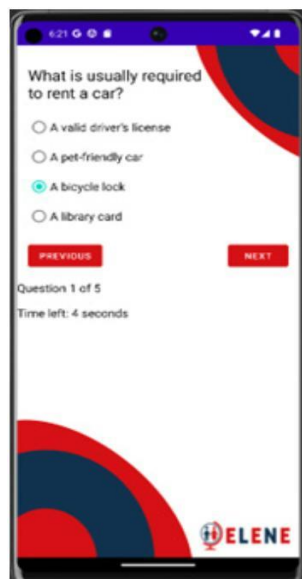 6:21 G
What is usually required
to rent a car?
A valid driver's license
A pet-friendly car
A bicycle lock
A library card
PREVIOUS
NEXT
Question 1 of 5
Time left: 4 seconds
ELENE